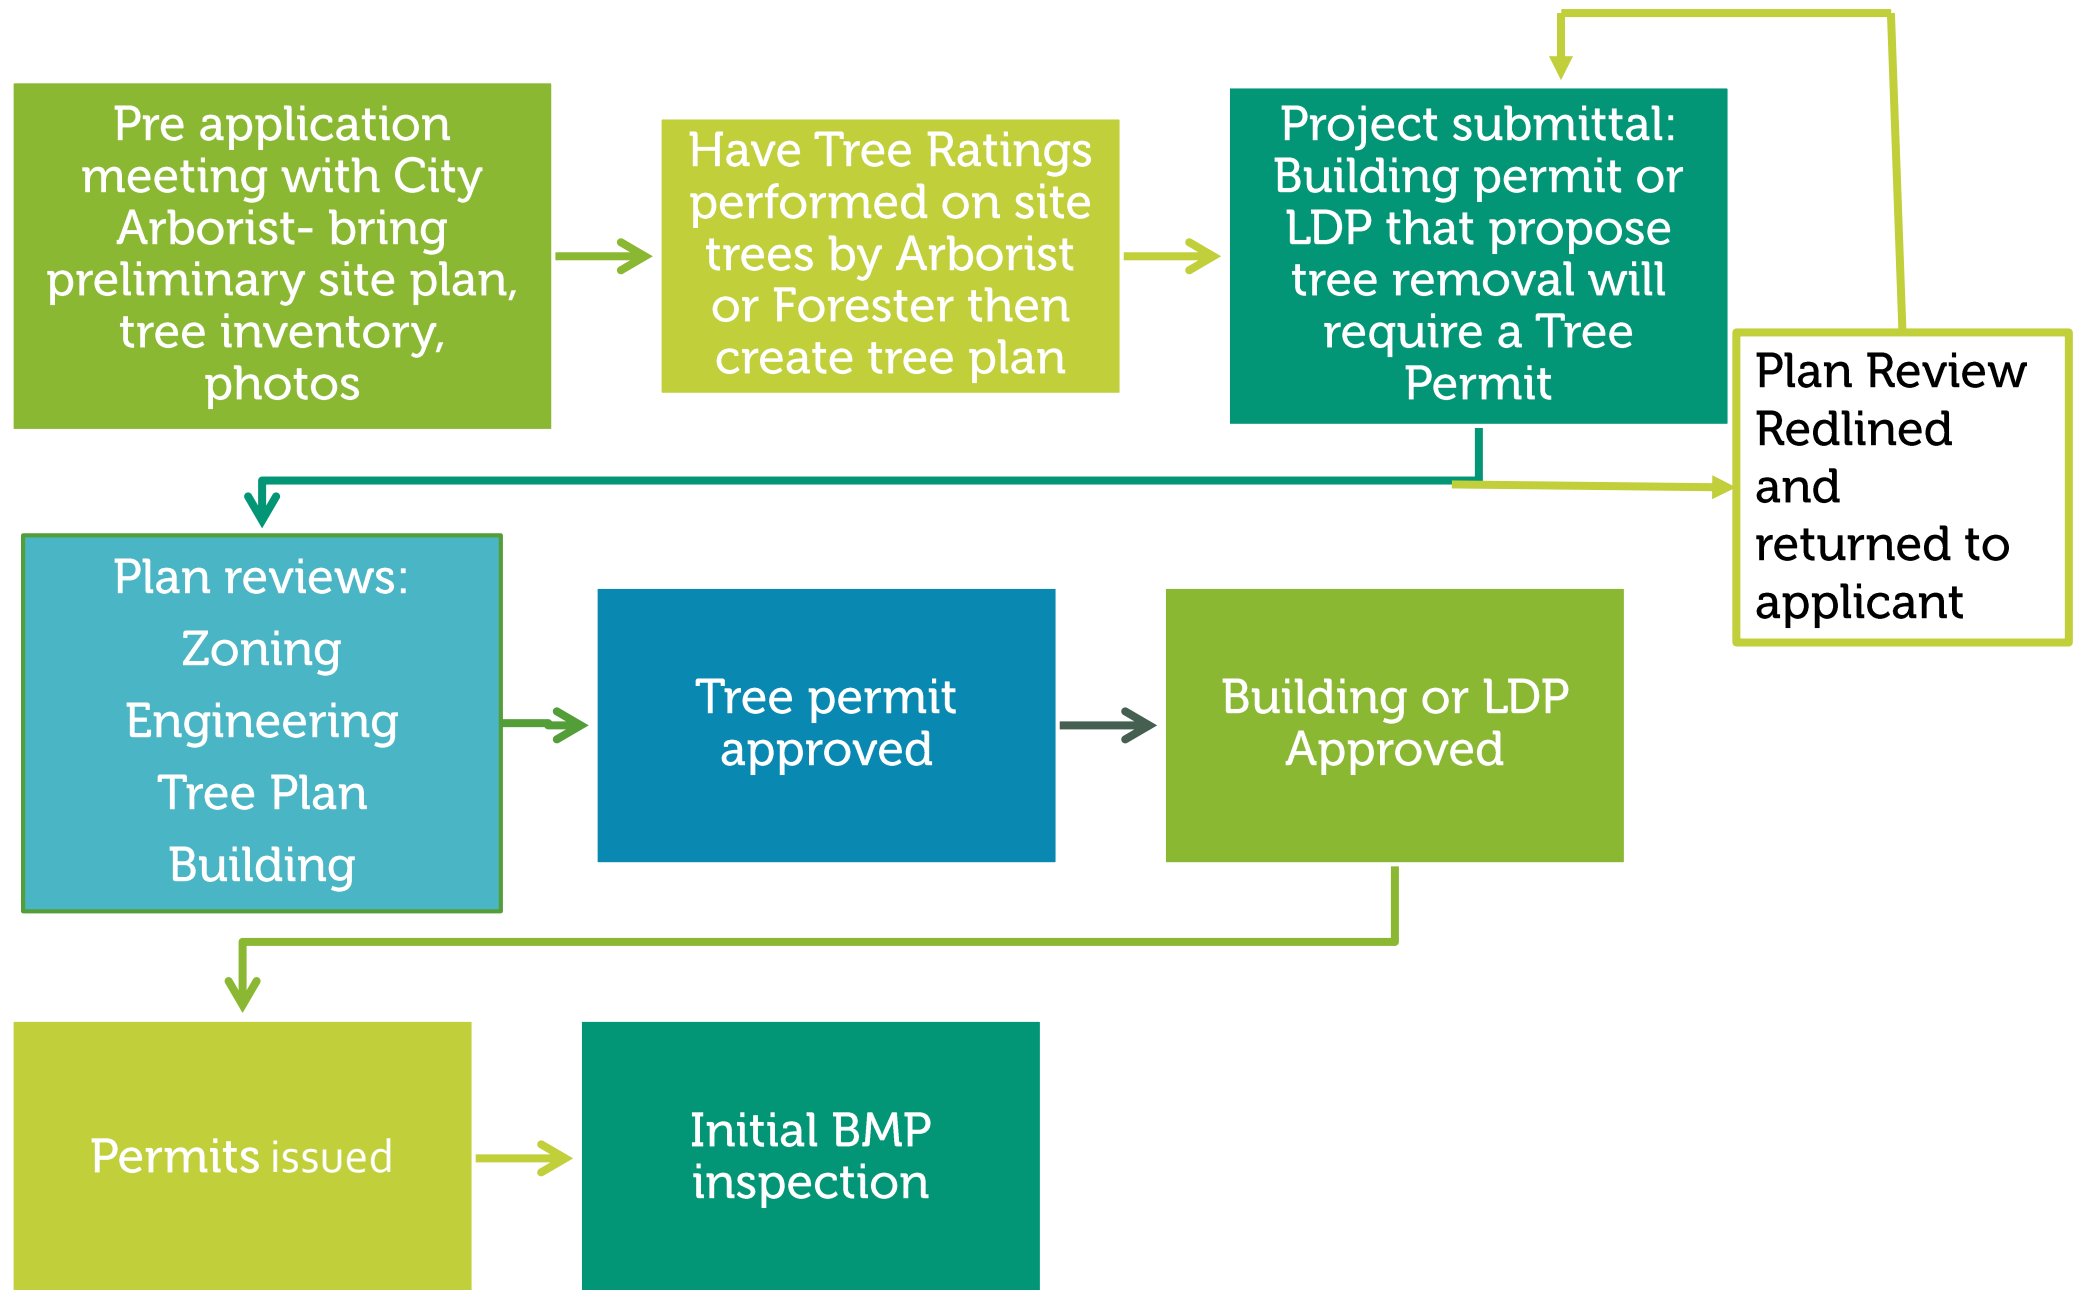 Pre application
meeting with City
Arborist- bring
preliminary site plan,
tree inventory,
photos
Have Tree Ratings
performed on site
trees by Arborist
or Forester then
create tree plan
Project submittal:
Building permit or
LDP that propose
tree removal will
require a Tree
Permit
Plan Review
Redlined
and
returned to
applicant
Plan reviews:
Zoning
Engineering
Tree Plan
Building
Tree permit
approved
Building or LDP
Approved
Permits issued
Initial BMP
inspection